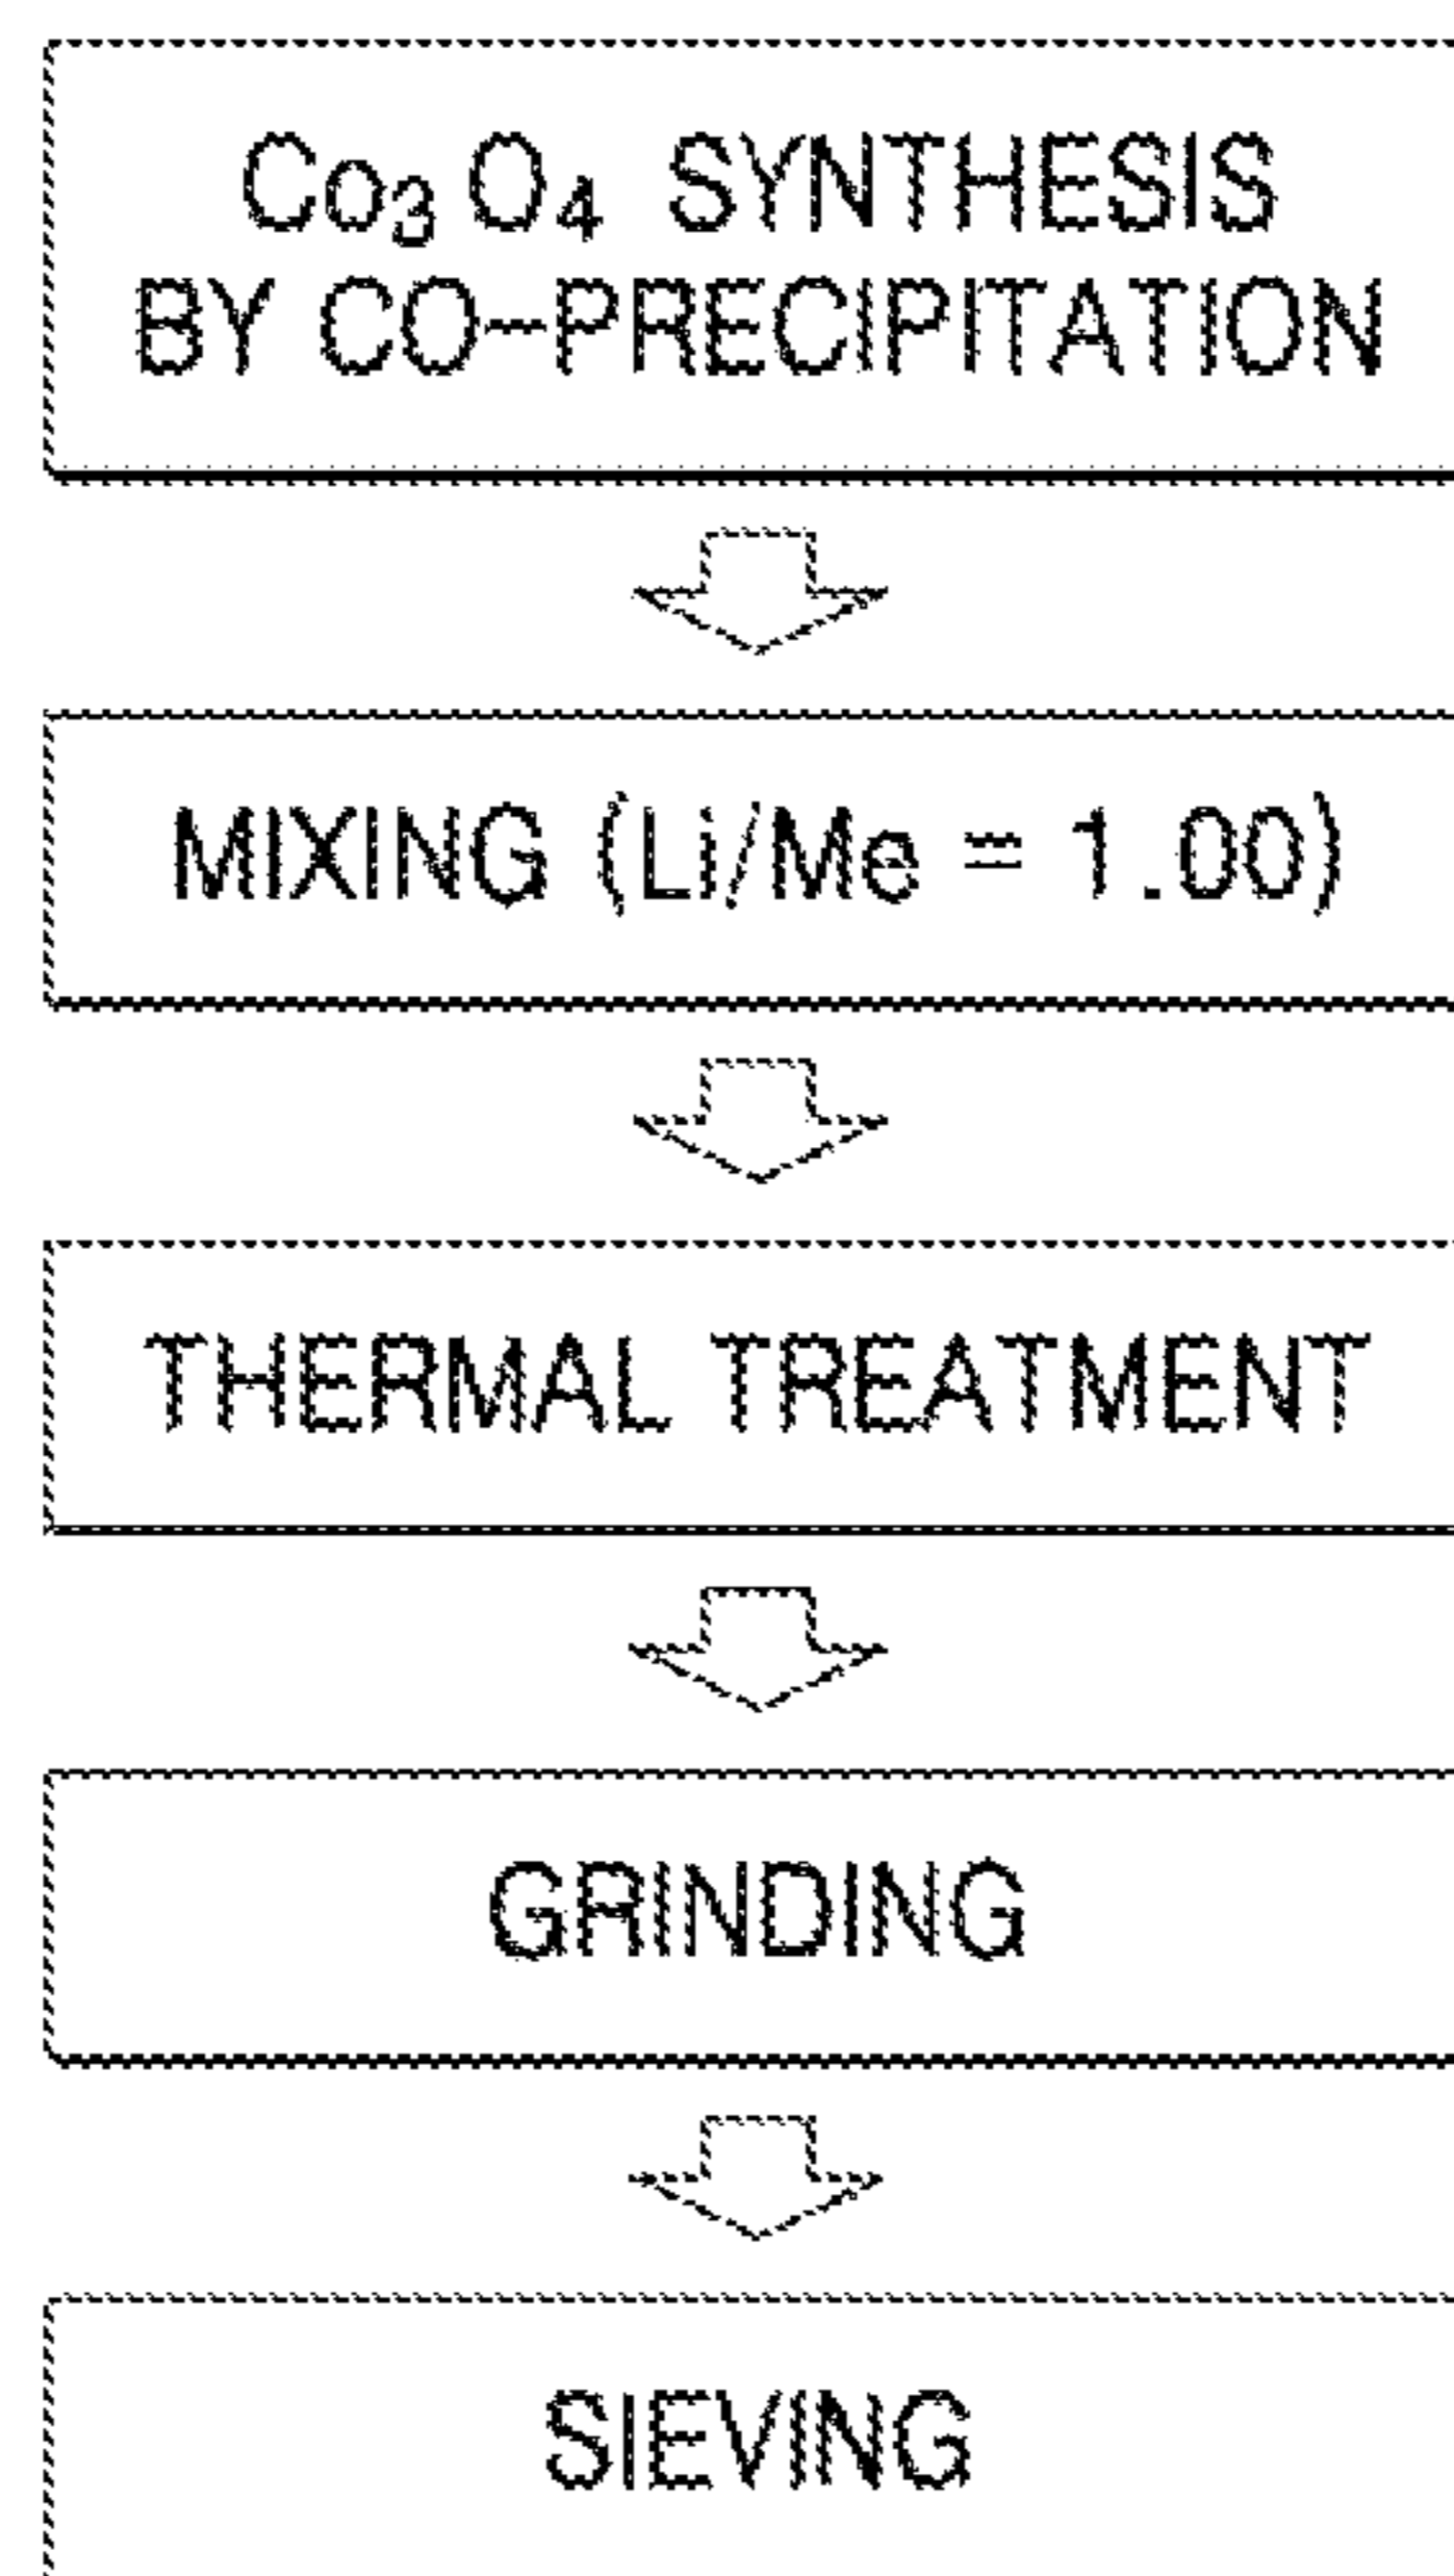 Co₃O₄ SYNTHESIS
BY CO-PRECIPITATION
MIXING (Li/Me = 1.00)
THERMAL TREATMENT
GRINDING
SIEVING